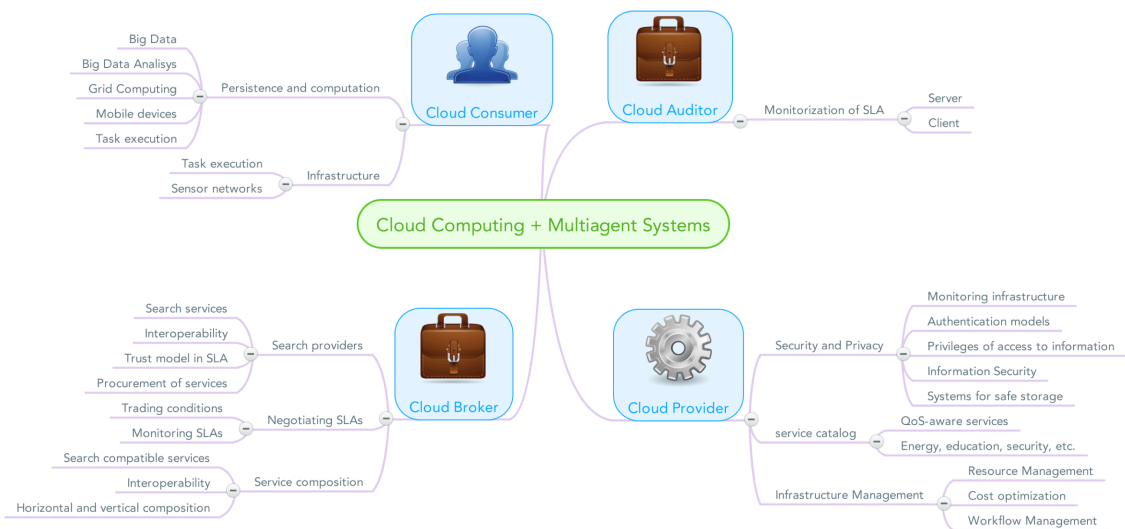 Cloud Computing + Multiagent Systems
Cloud Consumer
Persistence and computation
Big Data
Big Data Analisys
Grid Computing
Mobile devices
Task execution
Infrastructure
Task execution
Sensor networks
Cloud Auditor
Monitorization of SLA
Server
Client
Cloud Broker
Search providers
Search services
Interoperability
Trust model in SLA
Procurement of services
Negotiating SLAs
Trading conditions
Monitoring SLAs
Service composition
Search compatible services
Interoperability
Horizontal and vertical composition
Cloud Provider
Security and Privacy
Monitoring infrastructure
Authentication models
Privileges of access to information
Information Security
Systems for safe storage
service catalog
QoS-aware services
Energy, education, security, etc.
Infrastructure Management
Resource Management
Cost optimization
Workflow Management